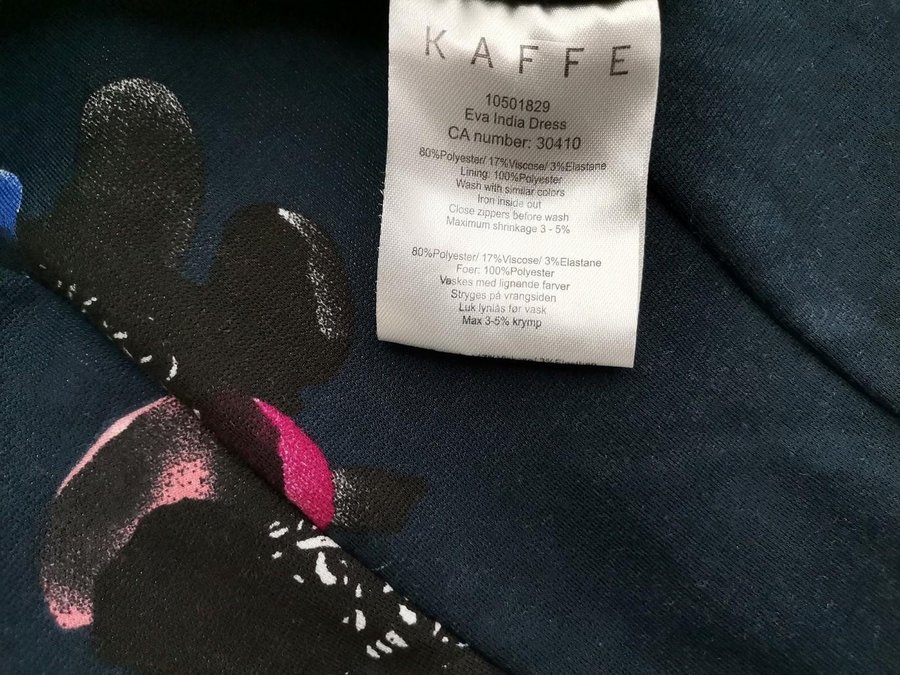 KAFFE
10501829
Eva India Dress
CA number: 30410
80%Polyester/ 17%Viscose/ 3%Elastane
Lining: 100%Polyester
Wash with similar colors
Iron inside out
Close zippers before wash
Maximum shrinkage 3 - 5%
80%Polyester/ 17%Viscose/ 3%Elastane
Foer: 100%Polyester
Vaskes med lignende farver
Stryges på vrangsiden
Luk lynlås før vask
Max 3-5% krymp